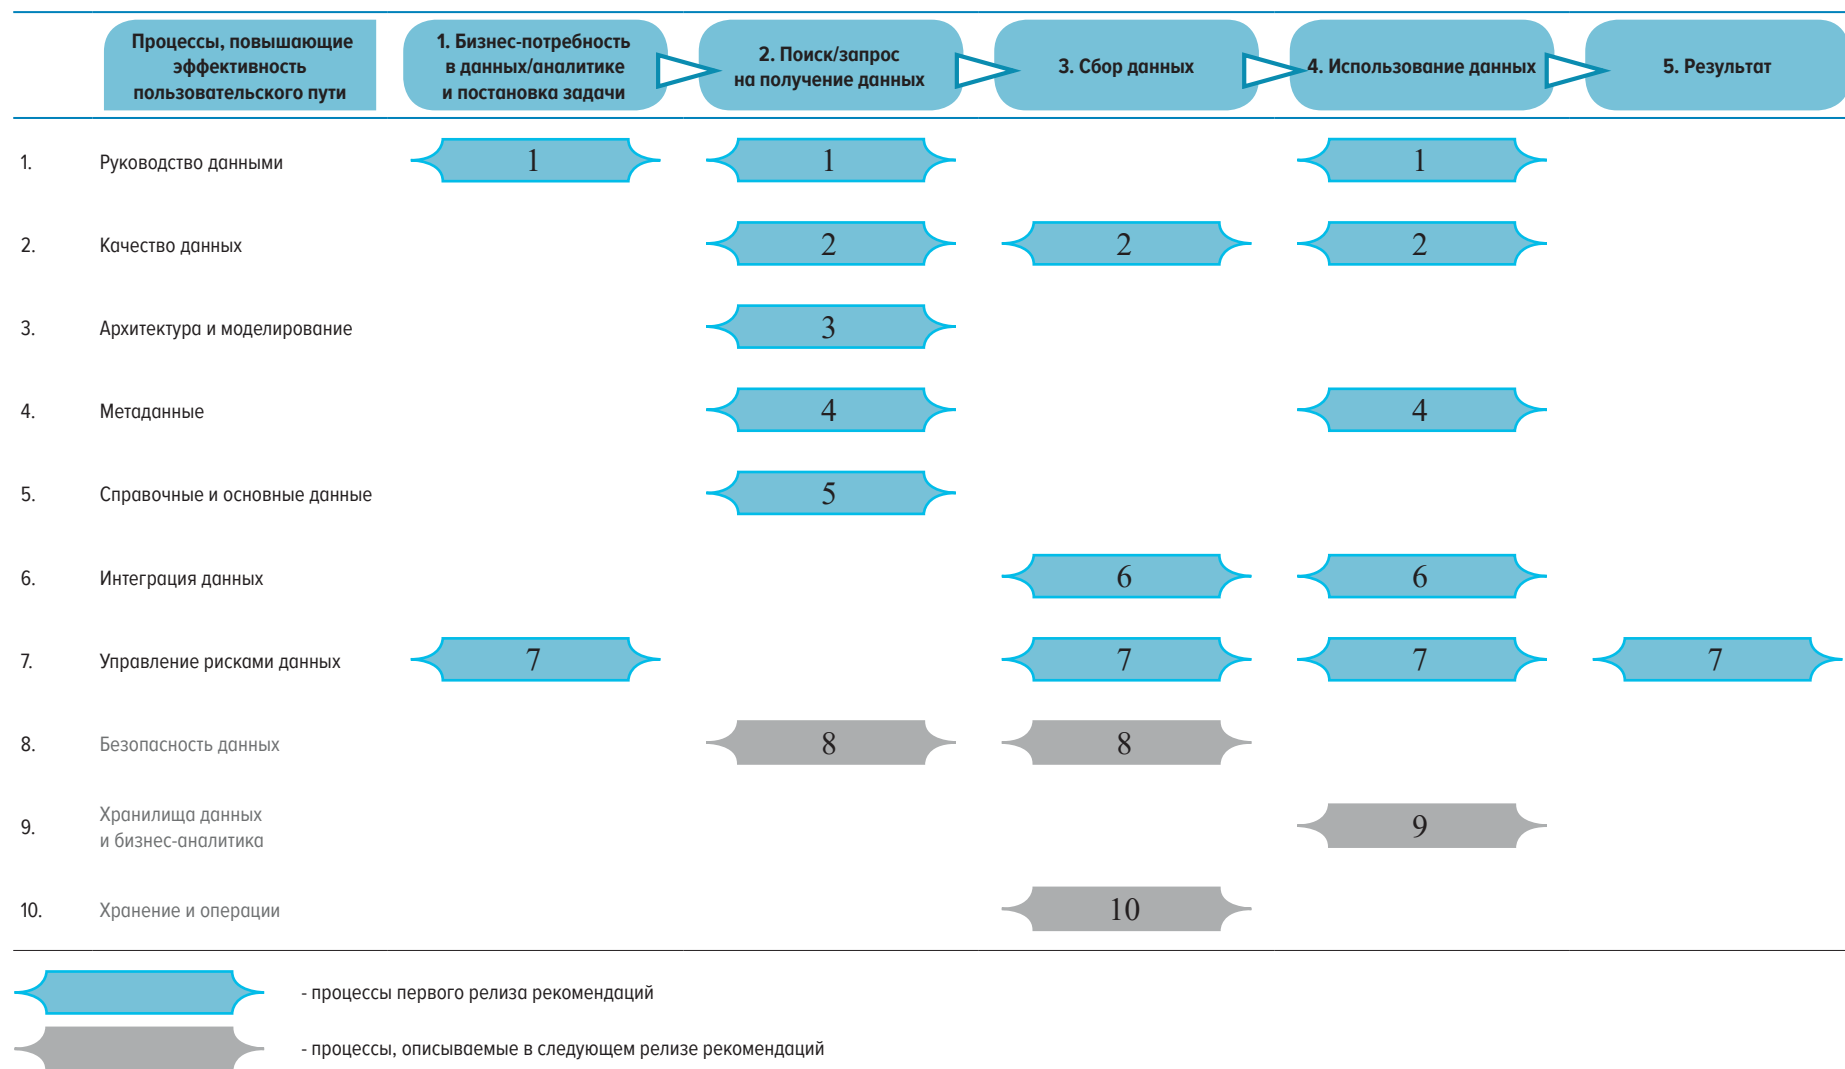 Процессы, повышающие
эффективность
пользовательского пути
1. Бизнес-потребность
в данных/аналитике
и постановка задачи
2. Поиск/запрос
на получение данных
3. Сбор данных
4. Использование данных
5. Результат
1. Руководство данными 1 1 1
2. Качество данных 2 2 2
3. Архитектура и моделирование 3
4. Метаданные 4 4
5. Справочные и основные данные 5
6. Интеграция данных 6 6
7. Управление рисками данных 7 7 7 7
8. Безопасность данных 8 8
9. Хранилища данных
и бизнес-аналитика 9
10. Хранение и операции 10
- процессы первого релиза рекомендаций
- процессы, описываемые в следующем релизе рекомендаций